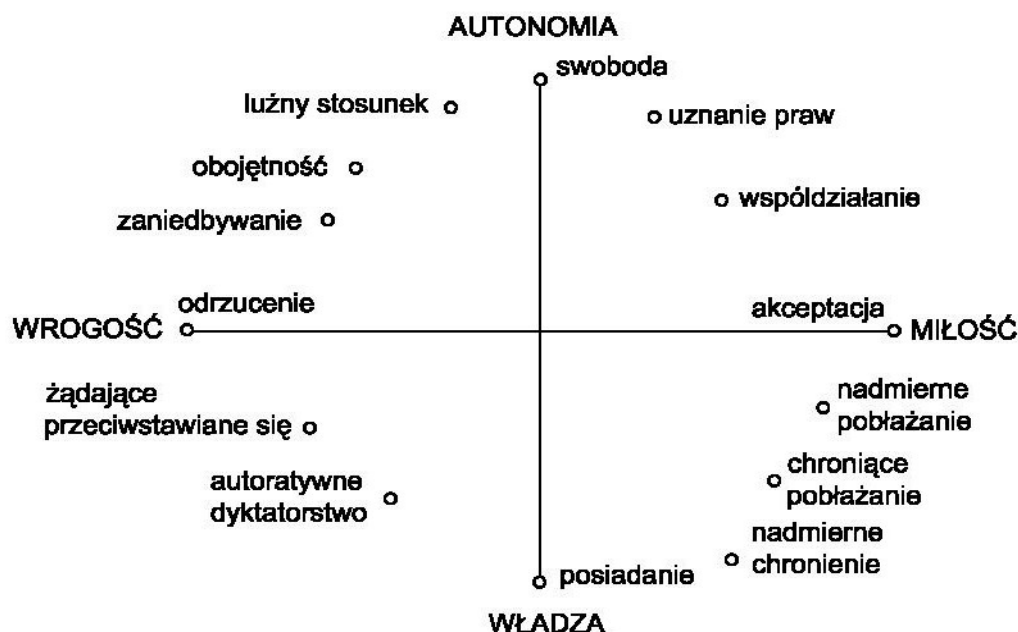 AUTONOMIA
swoboda
luźny stosunek
uznanie praw
obojętność
współdziałanie
zaniedbywanie
odrzucenie
akceptacja
WROGOŚĆ
MIŁOŚĆ
żądające
przeciwstawiane się
nadmierne
pobłażanie
autoratywne
dyktatorstwo
chroniące
pobłażanie
nadmierne
chronienie
posiadanie
WŁADZA